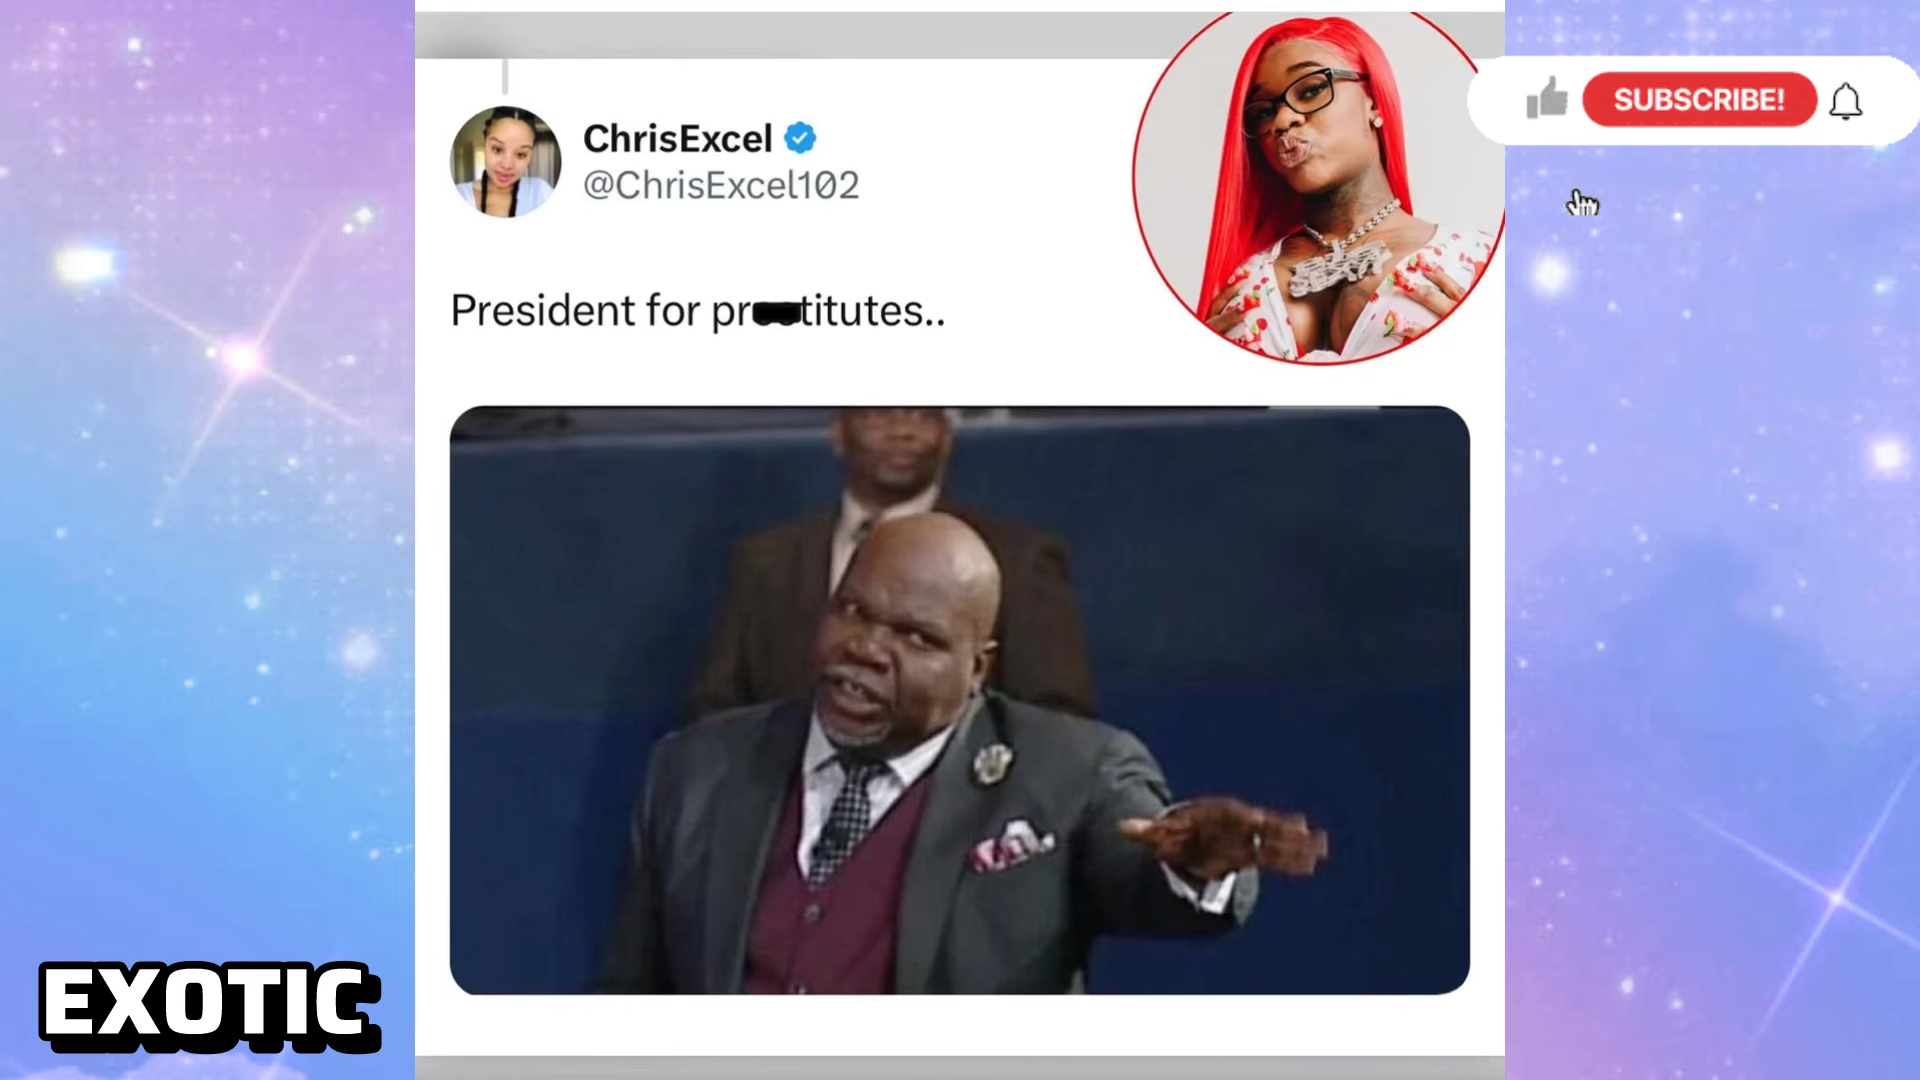 ChrisExcel
@ChrisExcel102
SUBSCRIBE!
President for pr titutes..
EXOTIC